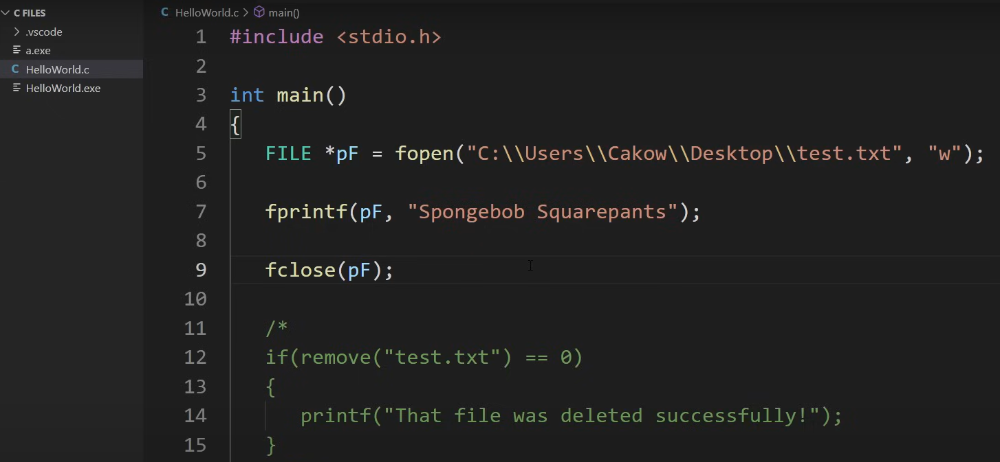 C FILES
.vscode
a.exe
C HelloWorld.c
HelloWorld.exe
C HelloWorld.c > main()
1 #include <stdio.h>
2
3 int main()
4 {
5 FILE *pF = fopen("C:\\Users\\Cakow\\Desktop\\test.txt", "w");
6
7 fprintf(pF, "Spongebob Squarepants");
8
9 fclose(pF);
10
11 /*
12 if(remove("test.txt") == 0)
13 {
14 printf("That file was deleted successfully!");
15 }